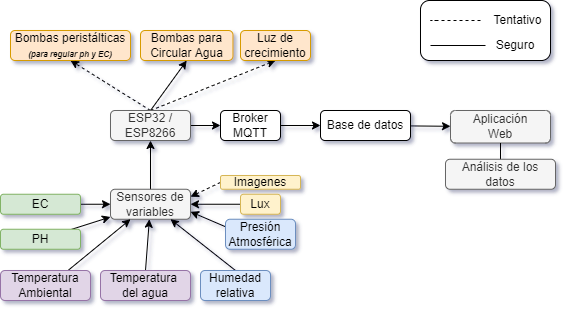 Bombas peristálticas
(para regular ph y EC)
Bombas para
Circular Agua
Luz de
crecimiento
Tentativo
Seguro
ESP32 /
ESP8266
Broker
MQTT
Base de datos
Aplicación
Web
Análisis de los
datos
EC
PH
Sensores de
variables
Imagenes
Lux
Presión
Atmosférica
Temperatura
Ambiental
Temperatura
del agua
Humedad
relativa